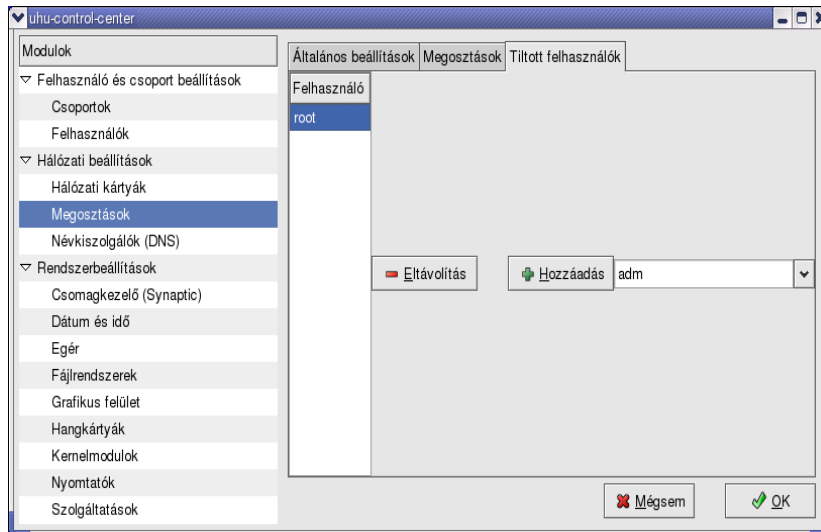 uhu-control-center
Modulok
Felhasználó és csoport beállítások
Csoportok
Felhasználók
Hálózati beállítások
Hálózati kártyák
Megosztások
Névkiszolgálók (DNS)
Rendszerbeállítások
Csomagkezelő (Synaptic)
Dátum és idő
Egér
Fájlrendszerek
Grafikus felület
Hangkártyák
Kernelmodulok
Nyomtatók
Szolgáltatások
Általános beállítások Megosztások Tiltott felhasználók
Felhasználó
root
Eltávolítás Hozzáadás adm
Mégsem OK